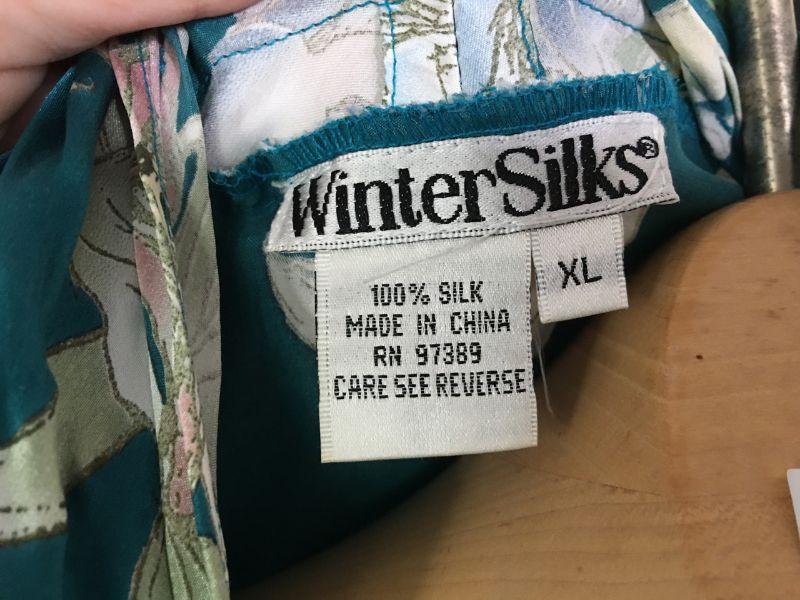 WinterSilks®
XL
100% SILK
MADE IN CHINA
RN 97389
CARE SEE REVERSE